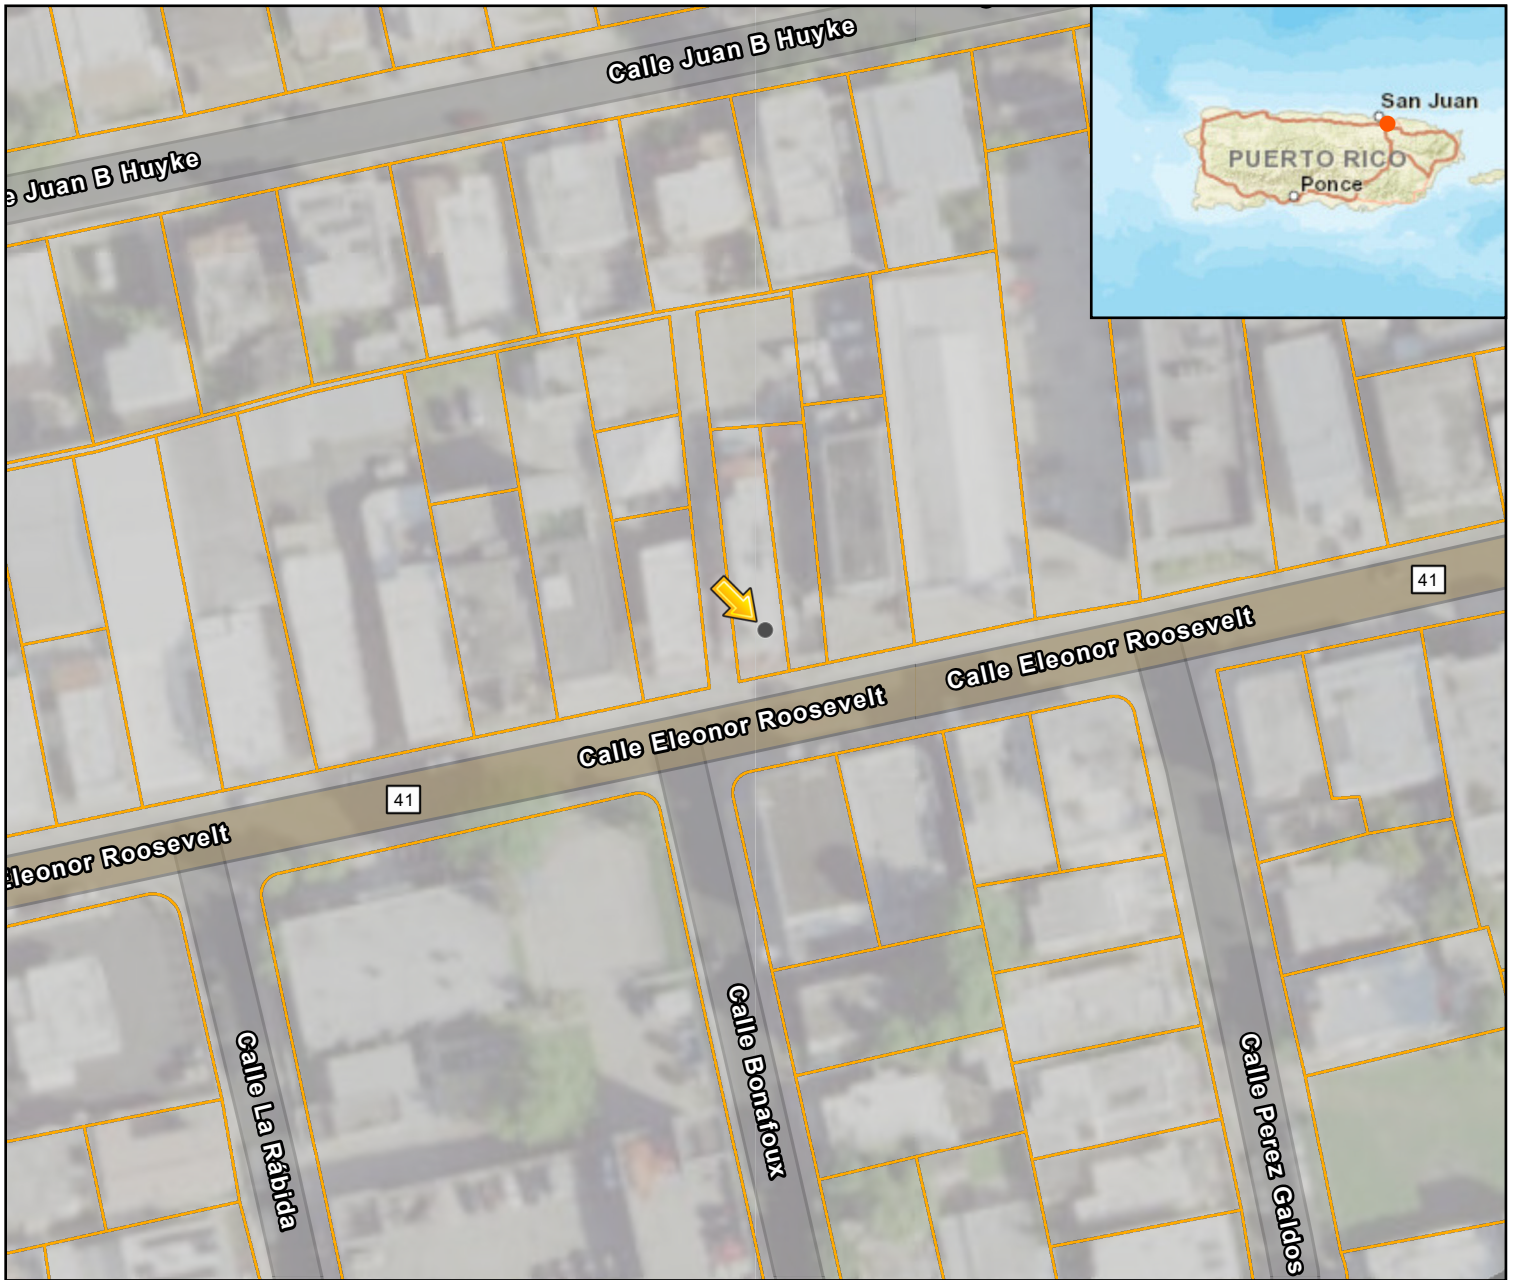 Calle Juan B Huyke
e Juan B Huyke
San Juan
PUERTO RICO
Ponce
41
Calle Eleonor Roosevelt
Calle Eleonor Roosevelt
41
Eleonor Roosevelt
Calle La Rábida
Calle Bonafoux
Calle Perez Galdos